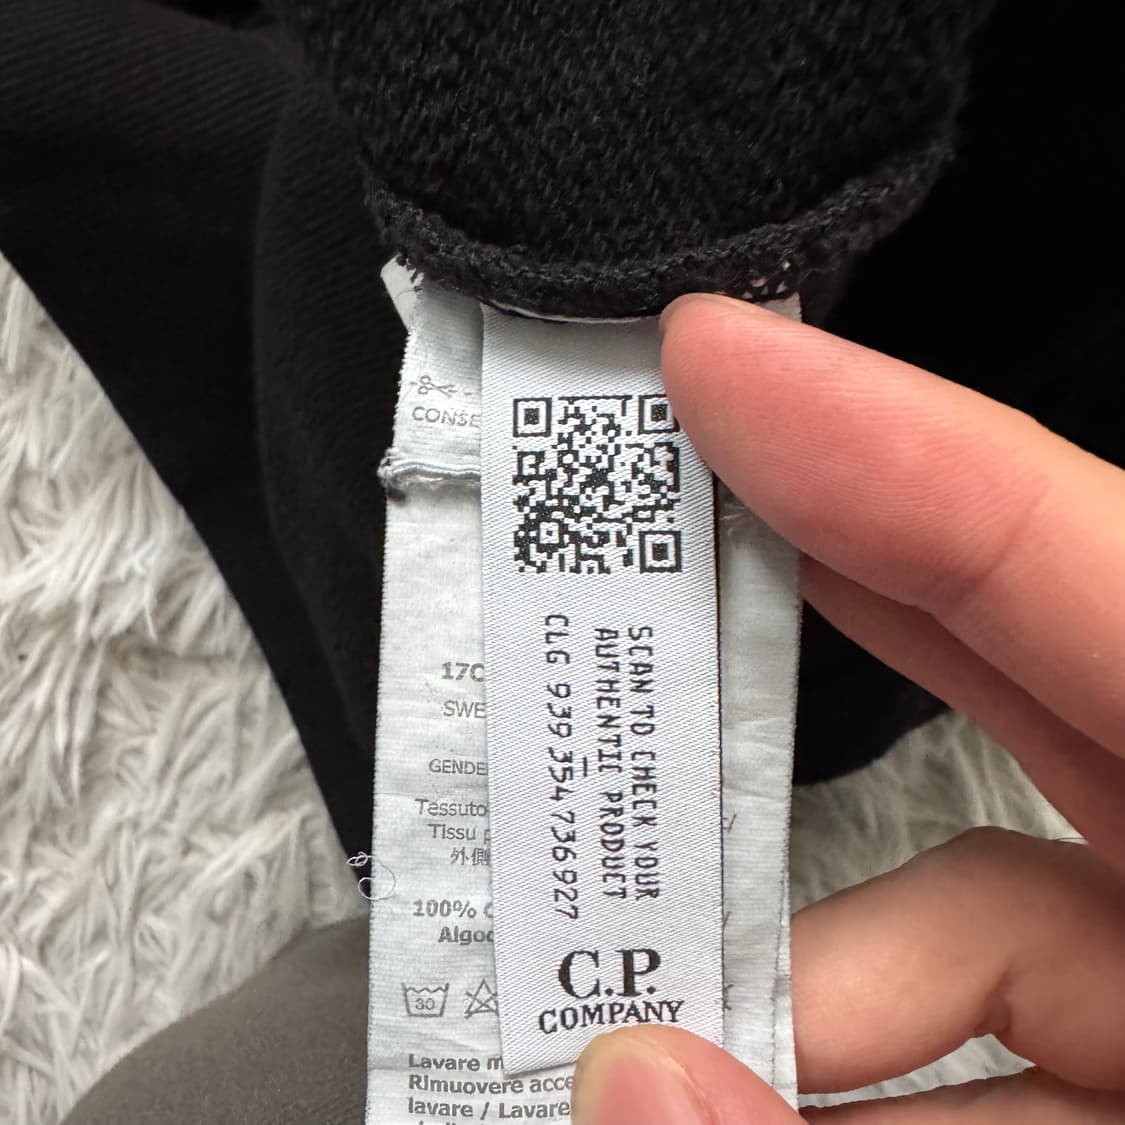 CONSE
SCAN TO CHECK YOUR
AUTHENTIC PRODUCT
CLG 939 354 736 927
C.P.
COMPANY
17C
SWE
GENDE
Tessuto
Tissu p
外側
100% C
Algod
30
Lavare m
Rimuovere acce
lavare / Lavare